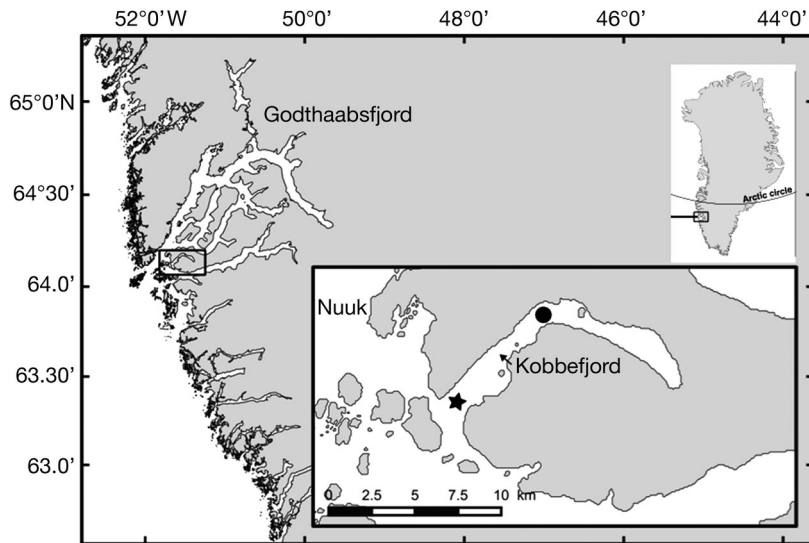 52°0’W 50°0’ 48°0’ 46°0’ 44°0’
65°0’N
Godthaabsfjord
64°30’
Arctic circle
64.0’
Nuuk
Kobbefjord
63.30’
63.0’
0 2.5 5 7.5 10 km